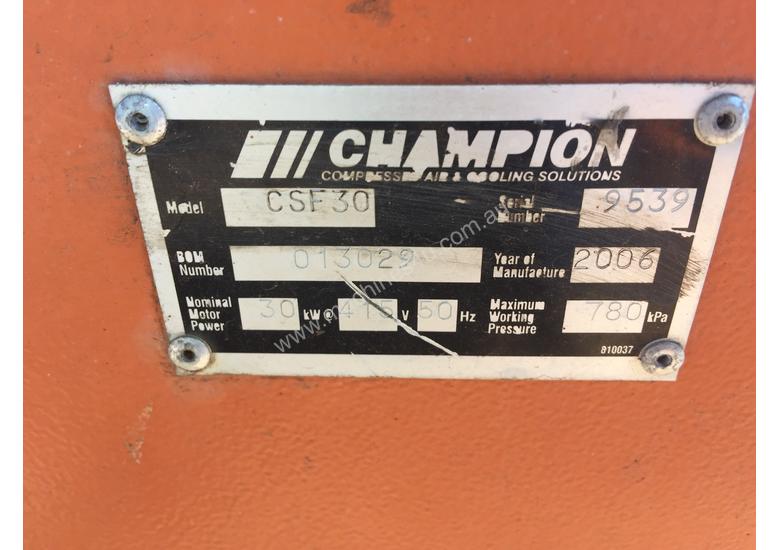 CHAMPION
COMPRESSED AIR & COOLING SOLUTIONS
Model CSF30 Serial Number 9539
BOM Number 013029 Year of Manufacture 2006
Nominal Motor Power 30 kW@ 415 V 50 Hz Maximum Working Pressure 780 kPa
810037